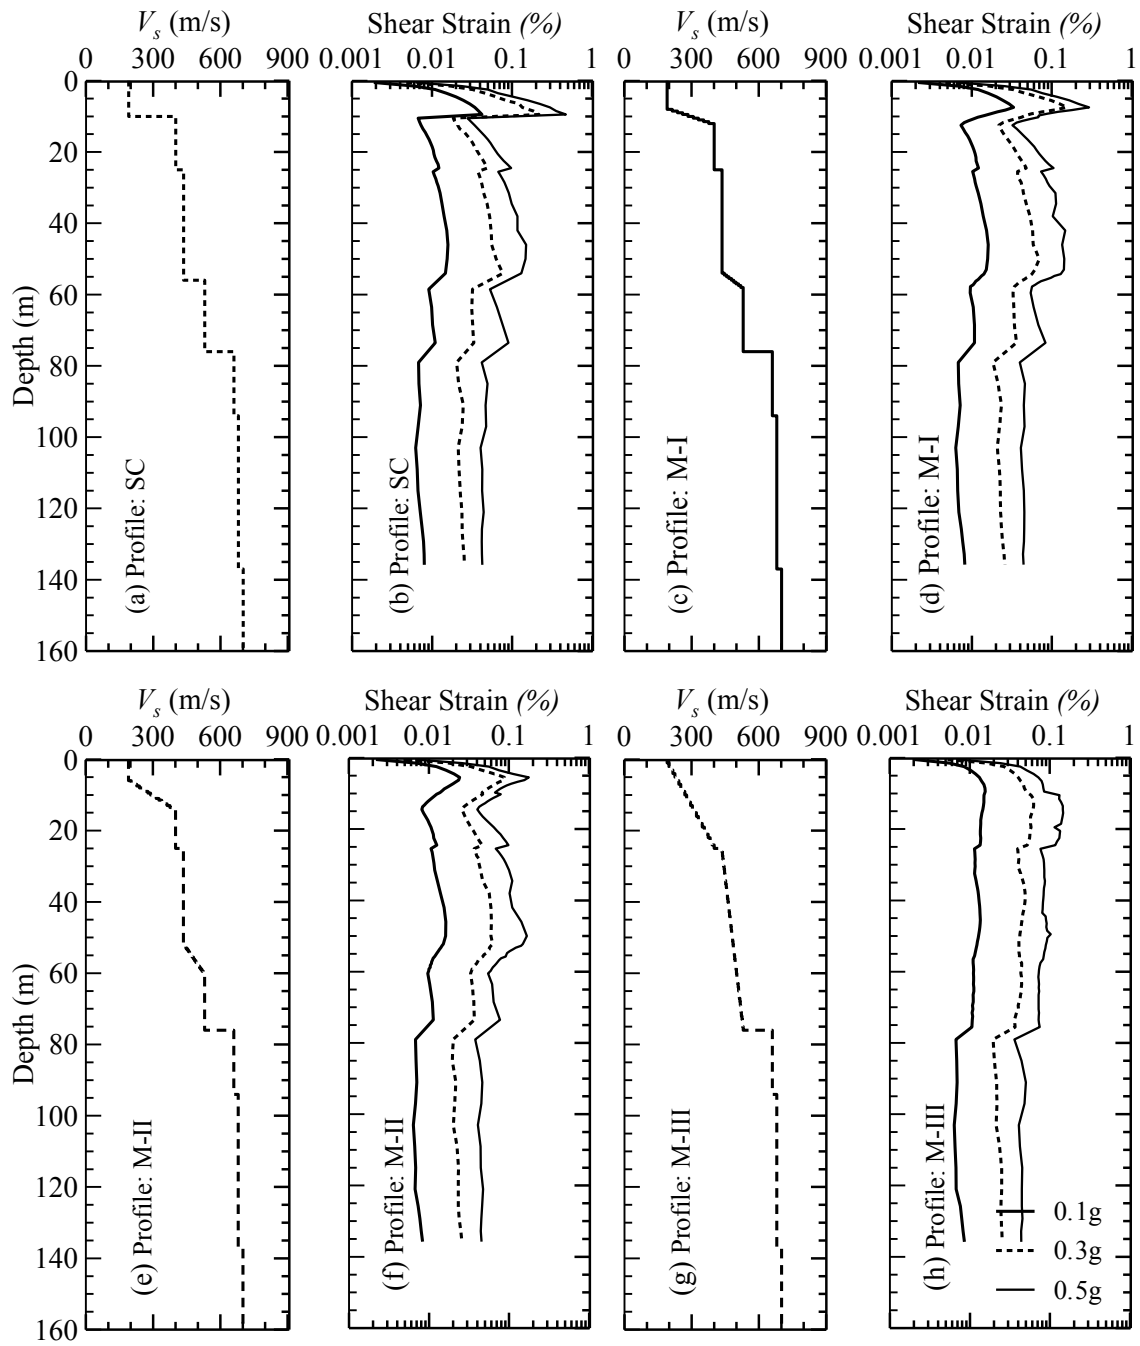 V_s (m/s) Shear Strain (%) V_s (m/s) Shear Strain (%)
0 300 600 900 0.001 0.01 0.1 1 0 300 600 900 0.001 0.01 0.1 1
0
20
40
60
80
100
120
140
160
Depth (m)
(a) Profile: SC
(b) Profile: SC
(c) Profile: M-I
(d) Profile: M-I
V_s (m/s) Shear Strain (%) V_s (m/s) Shear Strain (%)
0 300 600 900 0.001 0.01 0.1 1 0 300 600 900 0.001 0.01 0.1 1
0
20
40
60
80
100
120
140
160
Depth (m)
(e) Profile: M-II
(f) Profile: M-II
(g) Profile: M-III
(h) Profile: M-III
0.1g
0.3g
0.5g